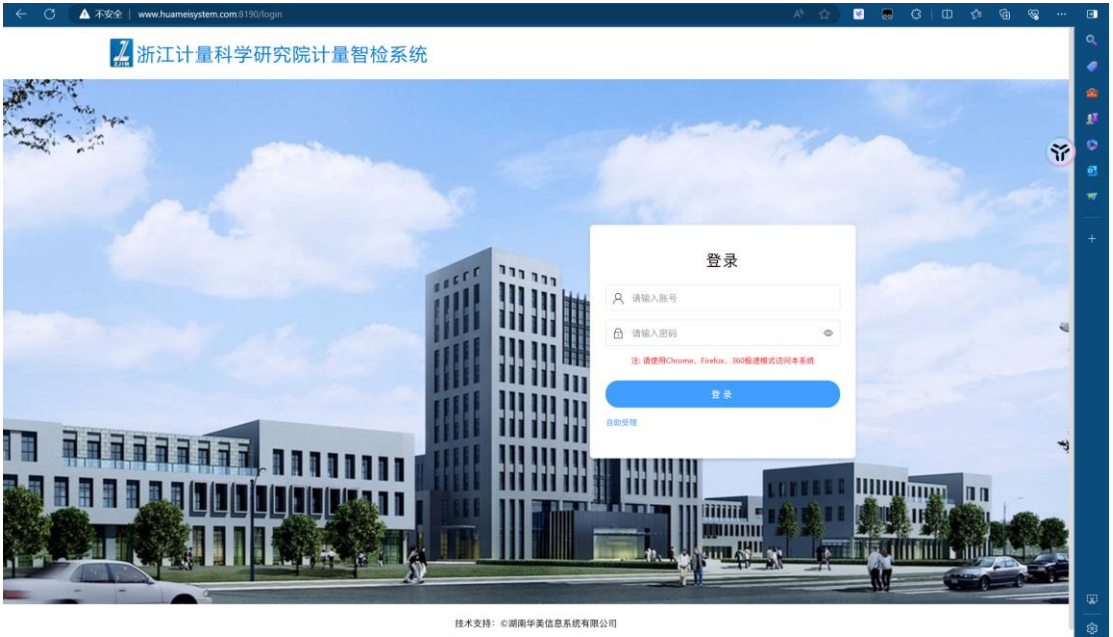 不安全 | www.huameisystem.com:8190/login
ZJIM
浙江计量科学研究院计量智检系统
登录
请输入账号
请输入密码
注: 请使用Chrome、Firefox、360极速模式访问本系统
登 录
自助受理
技术支持：©湖南华美信息系统有限公司